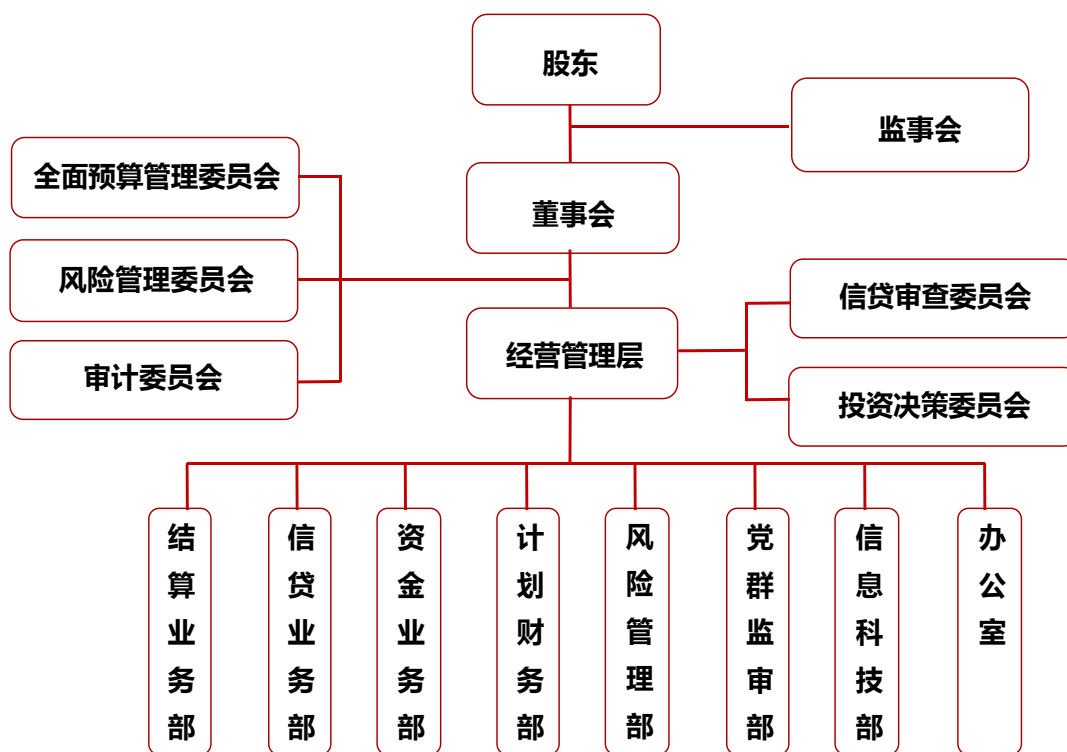 股东
监事会
全面预算管理委员会
董事会
风险管理委员会
信贷审查委员会
经营管理层
审计委员会
投资决策委员会
结算业务部
信贷业务部
资金业务部
计划财务部
风险管理部
党群监审部
信息科技部
办公室